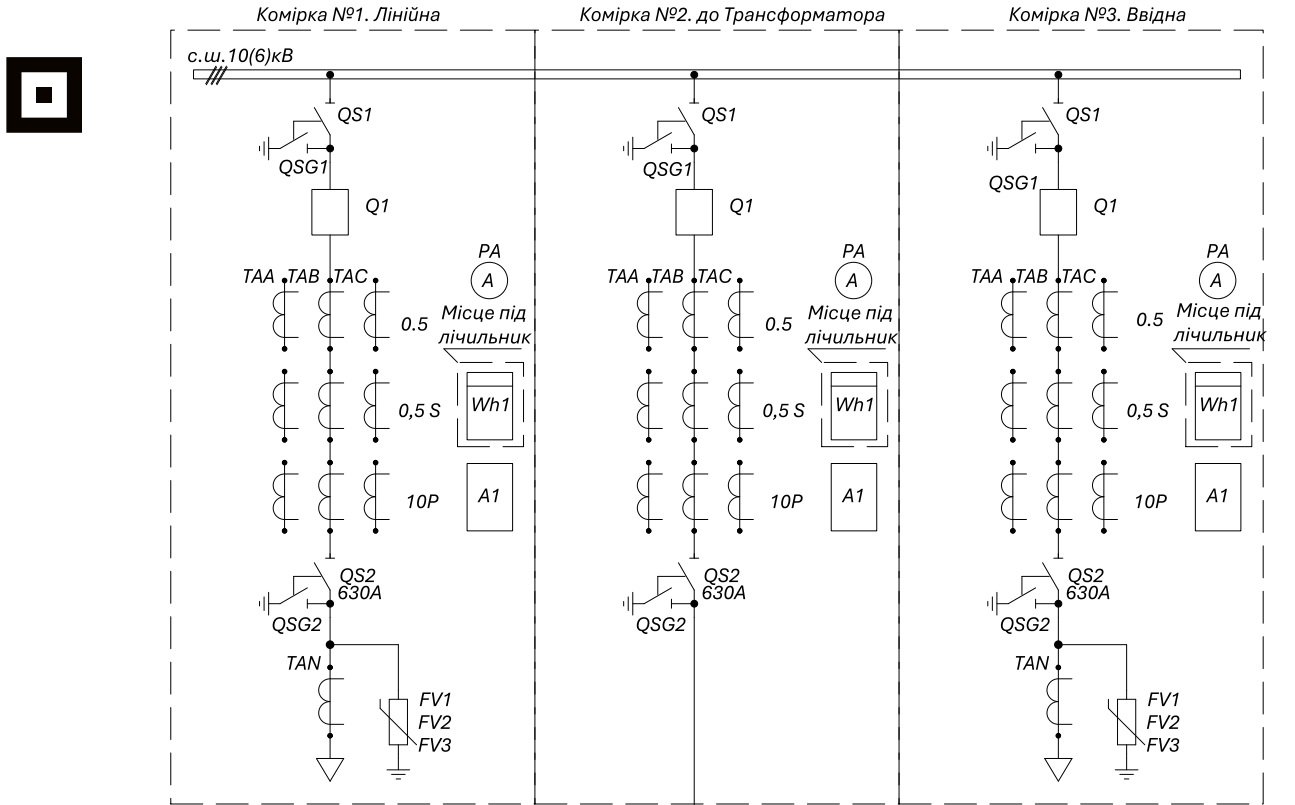 Комірка №1. Лінійна
Комірка №2. до Трансформатора
Комірка №3. Ввідна
с.ш.10(6)кВ
QS1
QSG1
Q1
PA
TAA TAB TAC
A
Місце під
лічильник
0.5
0,5 S
Wh1
10P
A1
QS2
630A
QSG2
TAN
FV1
FV2
FV3
QS1
QSG1
Q1
PA
TAA TAB TAC
A
Місце під
лічильник
0.5
0,5 S
Wh1
10P
A1
QS2
630A
QSG2
QS1
QSG1
Q1
PA
TAA TAB TAC
A
Місце під
лічильник
0.5
0,5 S
Wh1
10P
A1
QS2
630A
QSG2
TAN
FV1
FV2
FV3